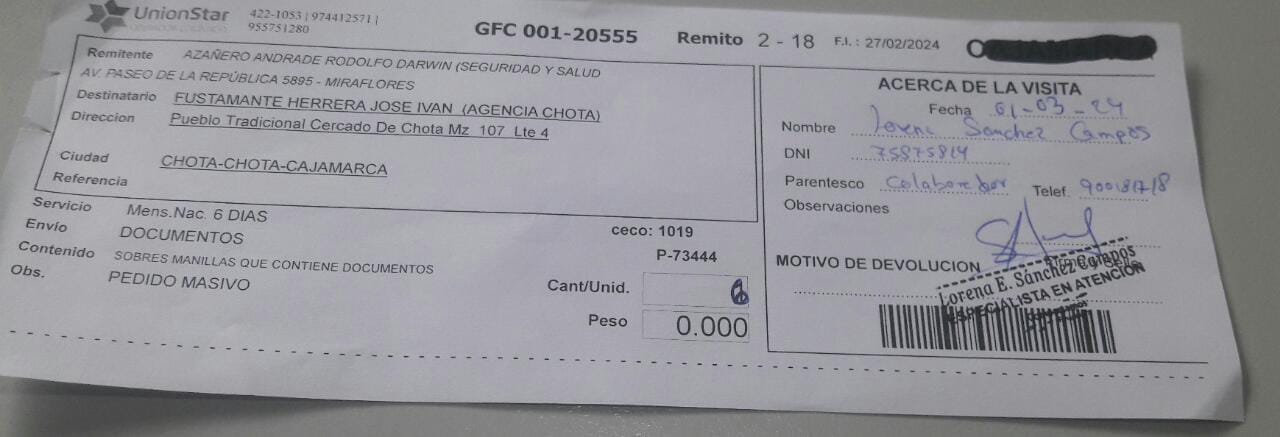 UnionStar
422-1053 | 974412571 |
955751280
GFC 001-20555 Remito 2 - 18 F.I. : 27/02/2024
Remitente AZAÑERO ANDRADE RODOLFO DARWIN (SEGURIDAD Y SALUD
AV. PASEO DE LA REPÚBLICA 5895 - MIRAFLORES
Destinatario FUSTAMANTE HERRERA JOSE IVAN (AGENCIA CHOTA)
Direccion Pueblo Tradicional Cercado De Chota Mz 107 Lte 4
Ciudad CHOTA-CHOTA-CAJAMARCA
Referencia
Servicio Mens.Nac. 6 DIAS
Envío DOCUMENTOS
Contenido SOBRES MANILLAS QUE CONTIENE DOCUMENTOS
Obs. PEDIDO MASIVO
ceco: 1019
P-73444
Cant/Unid.
Peso 0.000
ACERCA DE LA VISITA
Fecha 01-03-24
Nombre Lorena Sanchez Campos
DNI 75875814
Parentesco Colaborador Telef.
Observaciones
MOTIVO DE DEVOLUCION
Lorena E. Sánchez Campos
ESPECIALISTA EN ATENCIÓN